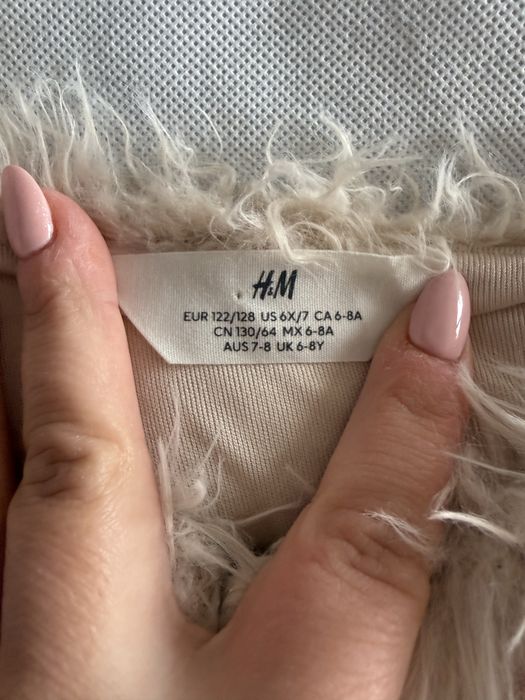 H&M
EUR 122/128 US 6X/7 CA 6-8A
CN 130/64 MX 6-8A
AUS 7-8 UK 6-8Y